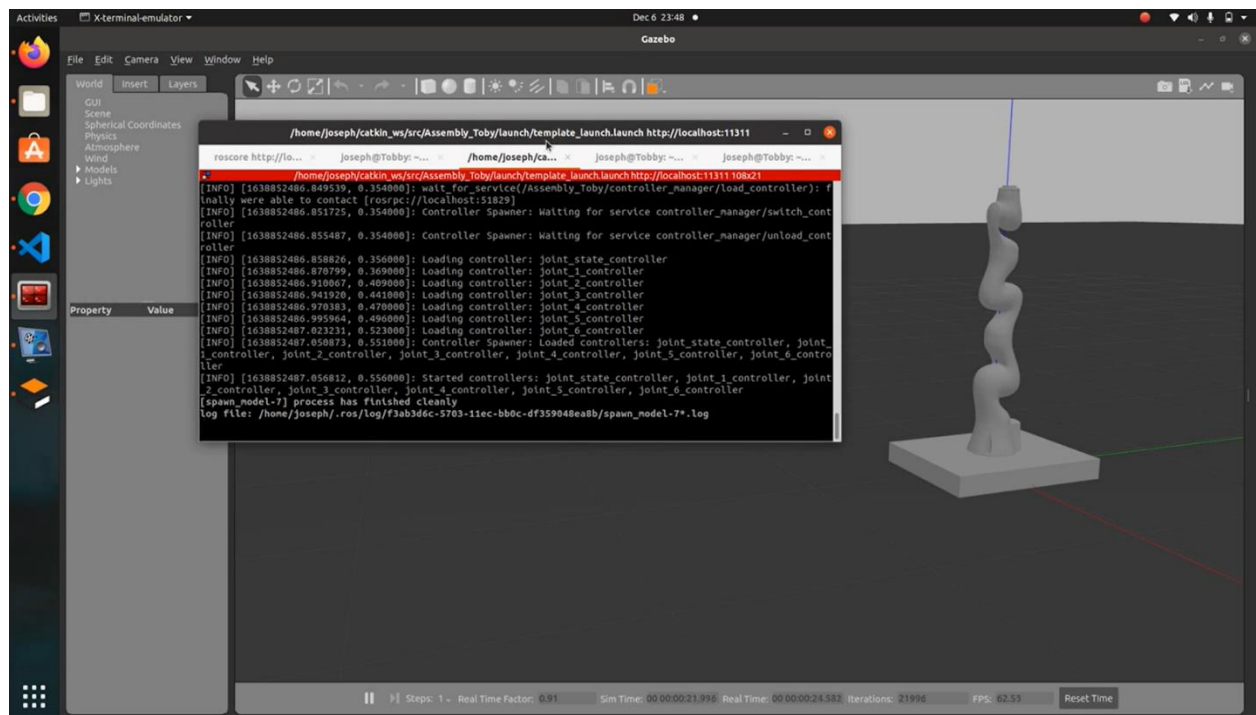 Activities X-terminal-emulator Dec 6 23:48
Gazebo
File Edit Camera View Window Help
World Insert Layers
GUI
Scene
Spherical Coordinates
Physics
Atmosphere
Wind
Models
Lights
Property Value
/home/joseph/catkin_ws/src/Assembly_Toby/launch/template_launch.launch http://localhost:11311
roscore http://lo... × joseph@Tobby: ~... × /home/joseph/ca... × joseph@Tobby: ~... × joseph@Tobby: ~... ×
/home/joseph/catkin_ws/src/Assembly_Toby/launch/template_launch.launch http://localhost:11311 108x21
[INFO] [1638852486.849539, 0.354000]: wait_for_service(/Assembly_Toby/controller_manager/load_controller): f
inally were able to contact [rosrpc://localhost:51829]
[INFO] [1638852486.851725, 0.354000]: Controller Spawner: Waiting for service controller_manager/switch_cont
roller
[INFO] [1638852486.855487, 0.354000]: Controller Spawner: Waiting for service controller_manager/unload_cont
roller
[INFO] [1638852486.858826, 0.356000]: Loading controller: joint_state_controller
[INFO] [1638852486.870799, 0.369000]: Loading controller: joint_1_controller
[INFO] [1638852486.910067, 0.409000]: Loading controller: joint_2_controller
[INFO] [1638852486.941920, 0.441000]: Loading controller: joint_3_controller
[INFO] [1638852486.970383, 0.470000]: Loading controller: joint_4_controller
[INFO] [1638852486.995964, 0.496000]: Loading controller: joint_5_controller
[INFO] [1638852487.023231, 0.523000]: Loading controller: joint_6_controller
[INFO] [1638852487.050873, 0.551000]: Controller Spawner: Loaded controllers: joint_state_controller, joint_
1_controller, joint_2_controller, joint_3_controller, joint_4_controller, joint_5_controller, joint_6_contro
ller
[INFO] [1638852487.056812, 0.556000]: Started controllers: joint_state_controller, joint_1_controller, joint
_2_controller, joint_3_controller, joint_4_controller, joint_5_controller, joint_6_controller
[spawn_model-7] process has finished cleanly
log file: /home/joseph/.ros/log/f3ab3d6c-5703-11ec-bb0c-df359048ea8b/spawn_model-7*.log
Steps: 1 Real Time Factor: 0.91 Sim Time: 00 00:00:21.996 Real Time: 00 00:00:24.582 Iterations: 21996 FPS: 62.53 Reset Time